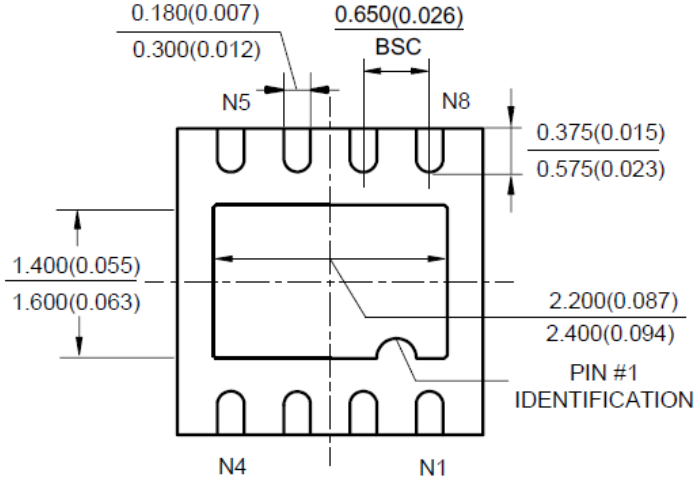 0.180(0.007)
0.300(0.012)
0.650(0.026)
BSC
N5
N8
0.375(0.015)
0.575(0.023)
1.400(0.055)
1.600(0.063)
2.200(0.087)
2.400(0.094)
PIN #1
IDENTIFICATION
N4
N1